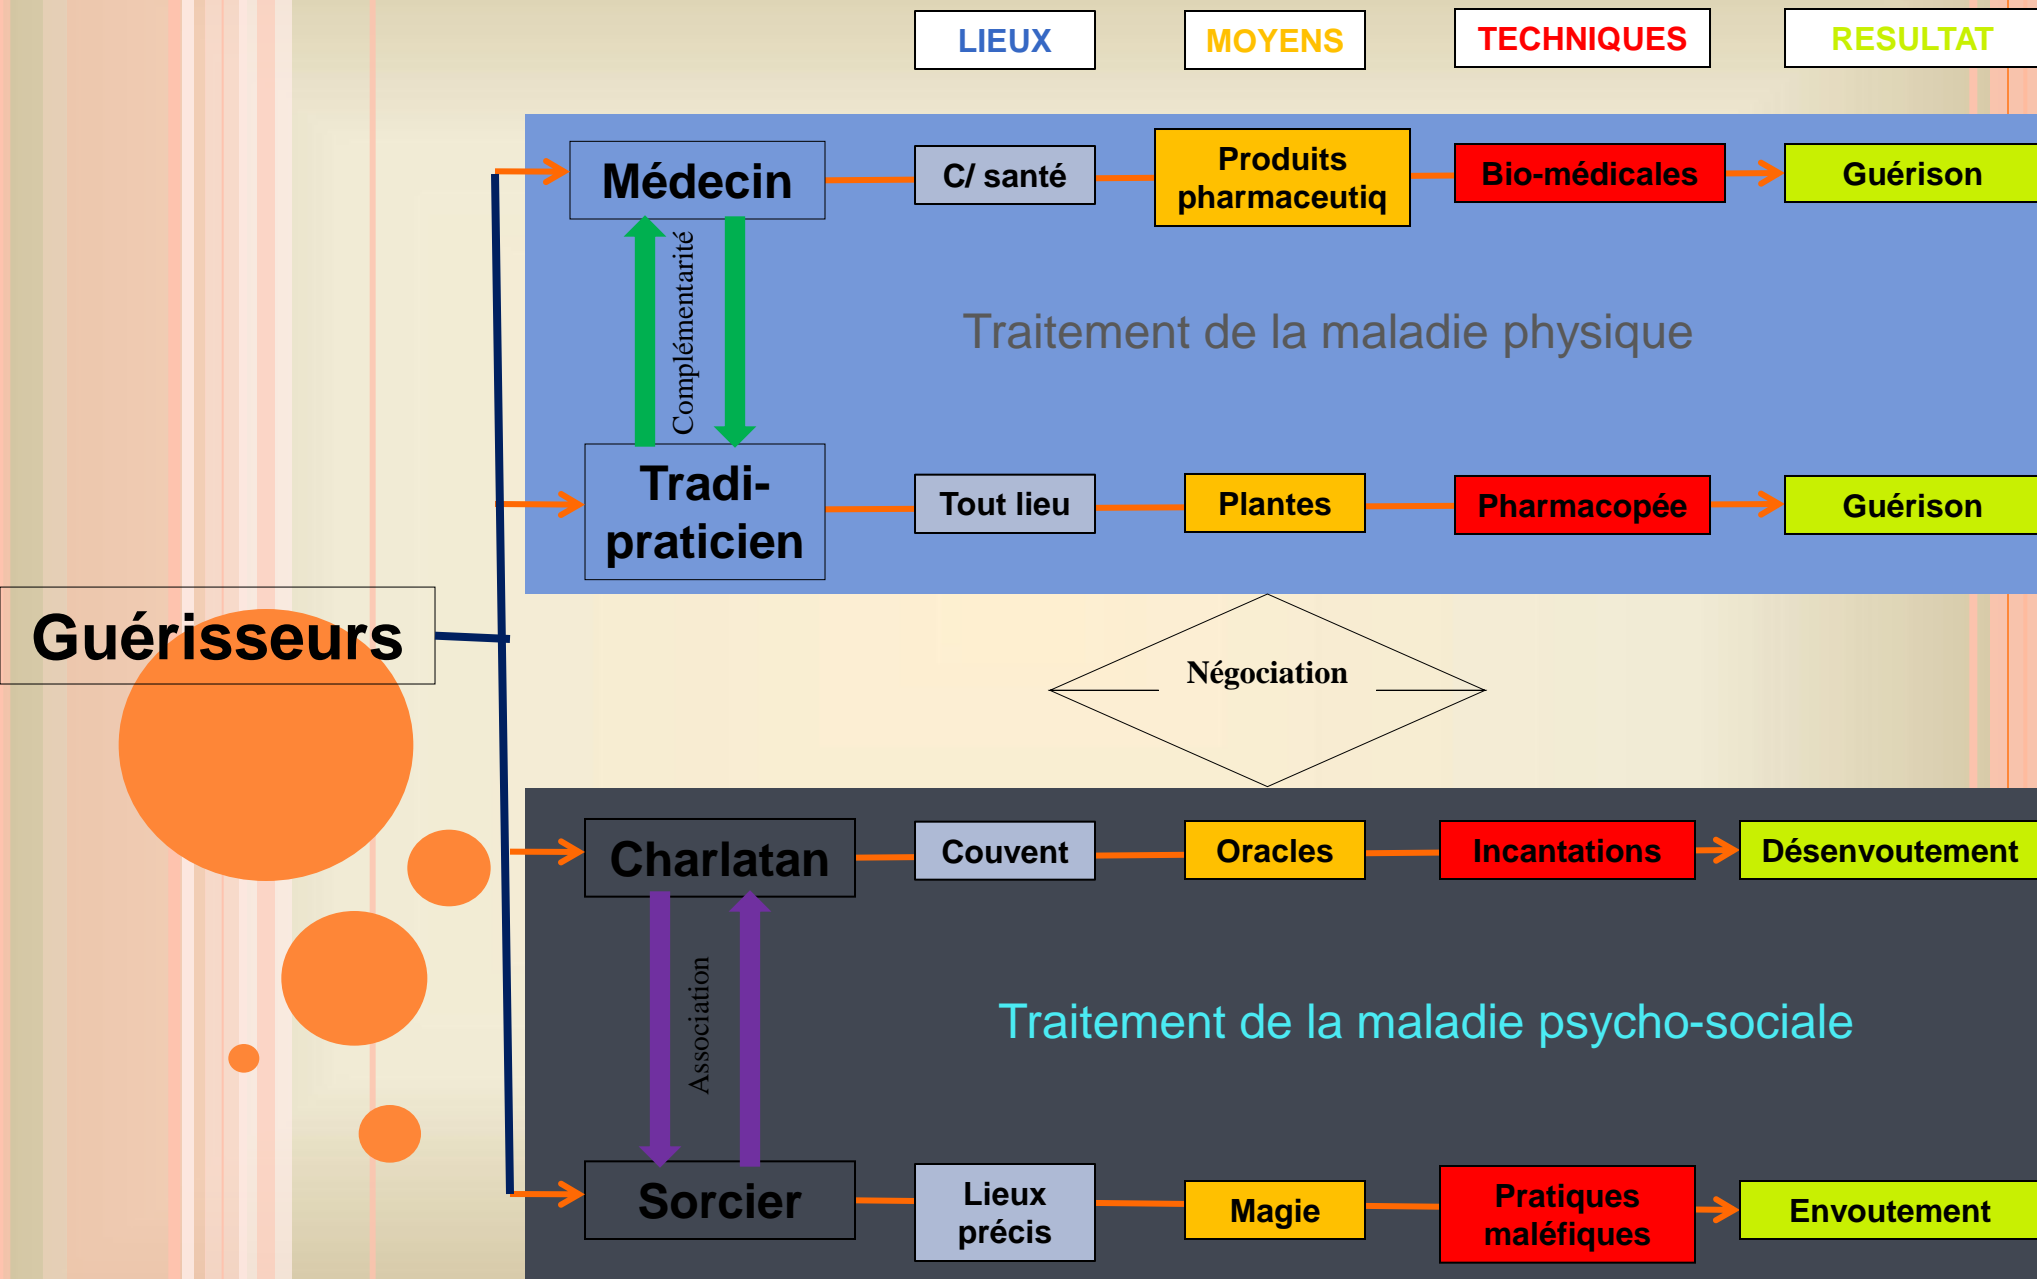 LIEUX
MOYENS
TECHNIQUES
RESULTAT
Médecin
C/ santé
Produits
pharmaceutiq
Bio-médicales
Guérison
Complémentarité
Traitement de la maladie physique
Tradi-
praticien
Tout lieu
Plantes
Pharmacopée
Guérison
Guérisseurs
Négociation
Charlatan
Couvent
Oracles
Incantations
Désenvoutement
Association
Traitement de la maladie psycho-sociale
Sorcier
Lieux
précis
Magie
Pratiques
maléfiques
Envoutement